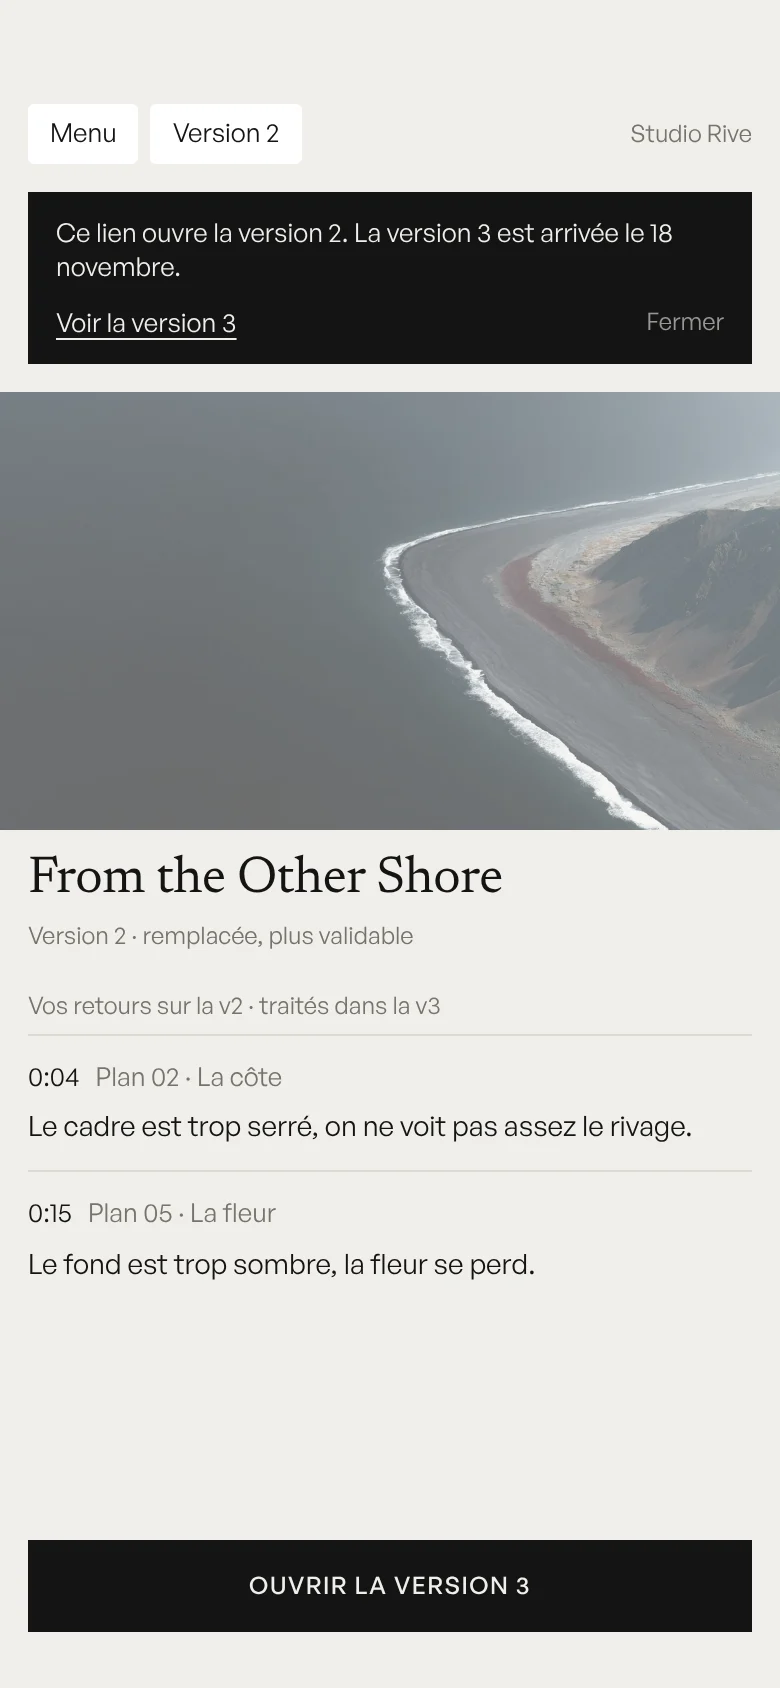 Menu
Version 2
Studio Rive
Ce lien ouvre la version 2. La version 3 est arrivée le 18
novembre.
Voir la version 3
Fermer
From the Other Shore
Version 2 · remplacée, plus validable
Vos retours sur la v2 · traités dans la v3
0:04 Plan 02 · La côte
Le cadre est trop serré, on ne voit pas assez le rivage.
0:15 Plan 05 · La fleur
Le fond est trop sombre, la fleur se perd.
OUVRIR LA VERSION 3